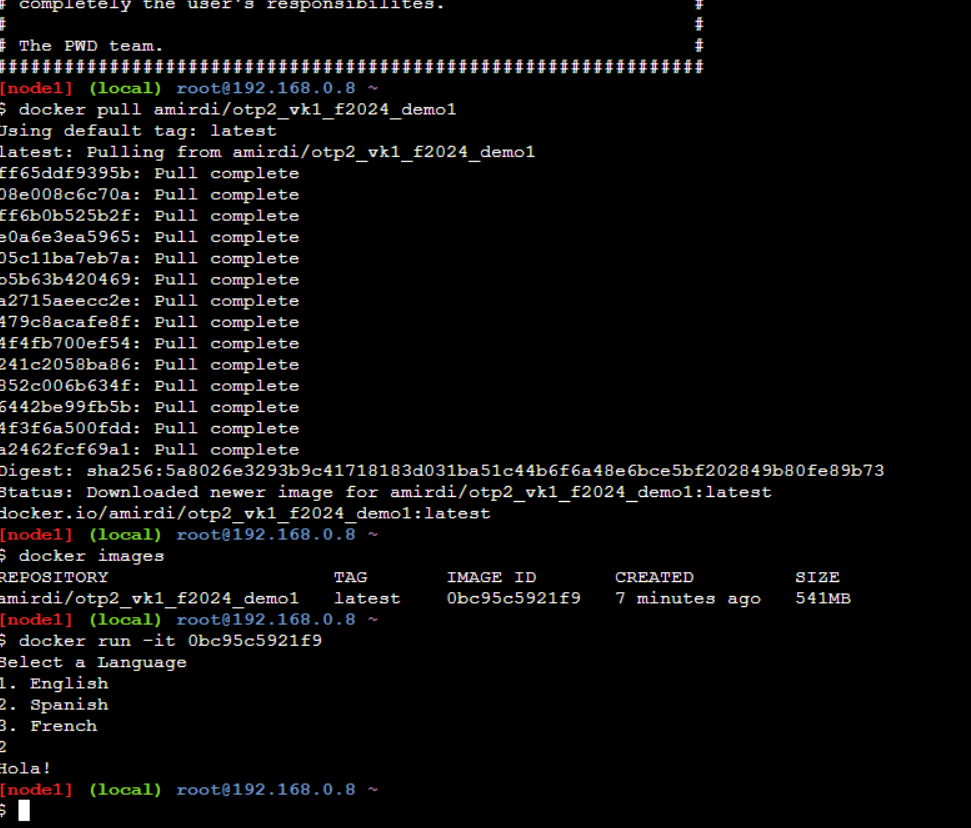 # completely the user's responsibilites. #
# #
# The PWD team. #
################################################################
[node1] (local) root@192.168.0.8 ~
$ docker pull amirdi/otp2_vk1_f2024_demo1
Using default tag: latest
latest: Pulling from amirdi/otp2_vk1_f2024_demo1
ff65ddf9395b: Pull complete
08e008c6c70a: Pull complete
ff6b0b525b2f: Pull complete
e0a6e3ea5965: Pull complete
05c11ba7eb7a: Pull complete
b5b63b420469: Pull complete
a2715aeecc2e: Pull complete
479c8acafe8f: Pull complete
4f4fb700ef54: Pull complete
241c2058ba86: Pull complete
852c006b634f: Pull complete
6442be99fb5b: Pull complete
4f3f6a500fdd: Pull complete
a2462fcf69a1: Pull complete
Digest: sha256:5a8026e3293b9c41718183d031ba51c44b6f6a48e6bce5bf202849b80fe89b73
Status: Downloaded newer image for amirdi/otp2_vk1_f2024_demo1:latest
docker.io/amirdi/otp2_vk1_f2024_demo1:latest
[node1] (local) root@192.168.0.8 ~
$ docker images
REPOSITORY TAG IMAGE ID CREATED SIZE
amirdi/otp2_vk1_f2024_demo1 latest 0bc95c5921f9 7 minutes ago 541MB
[node1] (local) root@192.168.0.8 ~
$ docker run -it 0bc95c5921f9
Select a Language
1. English
2. Spanish
3. French
2
Hola!
[node1] (local) root@192.168.0.8 ~
$